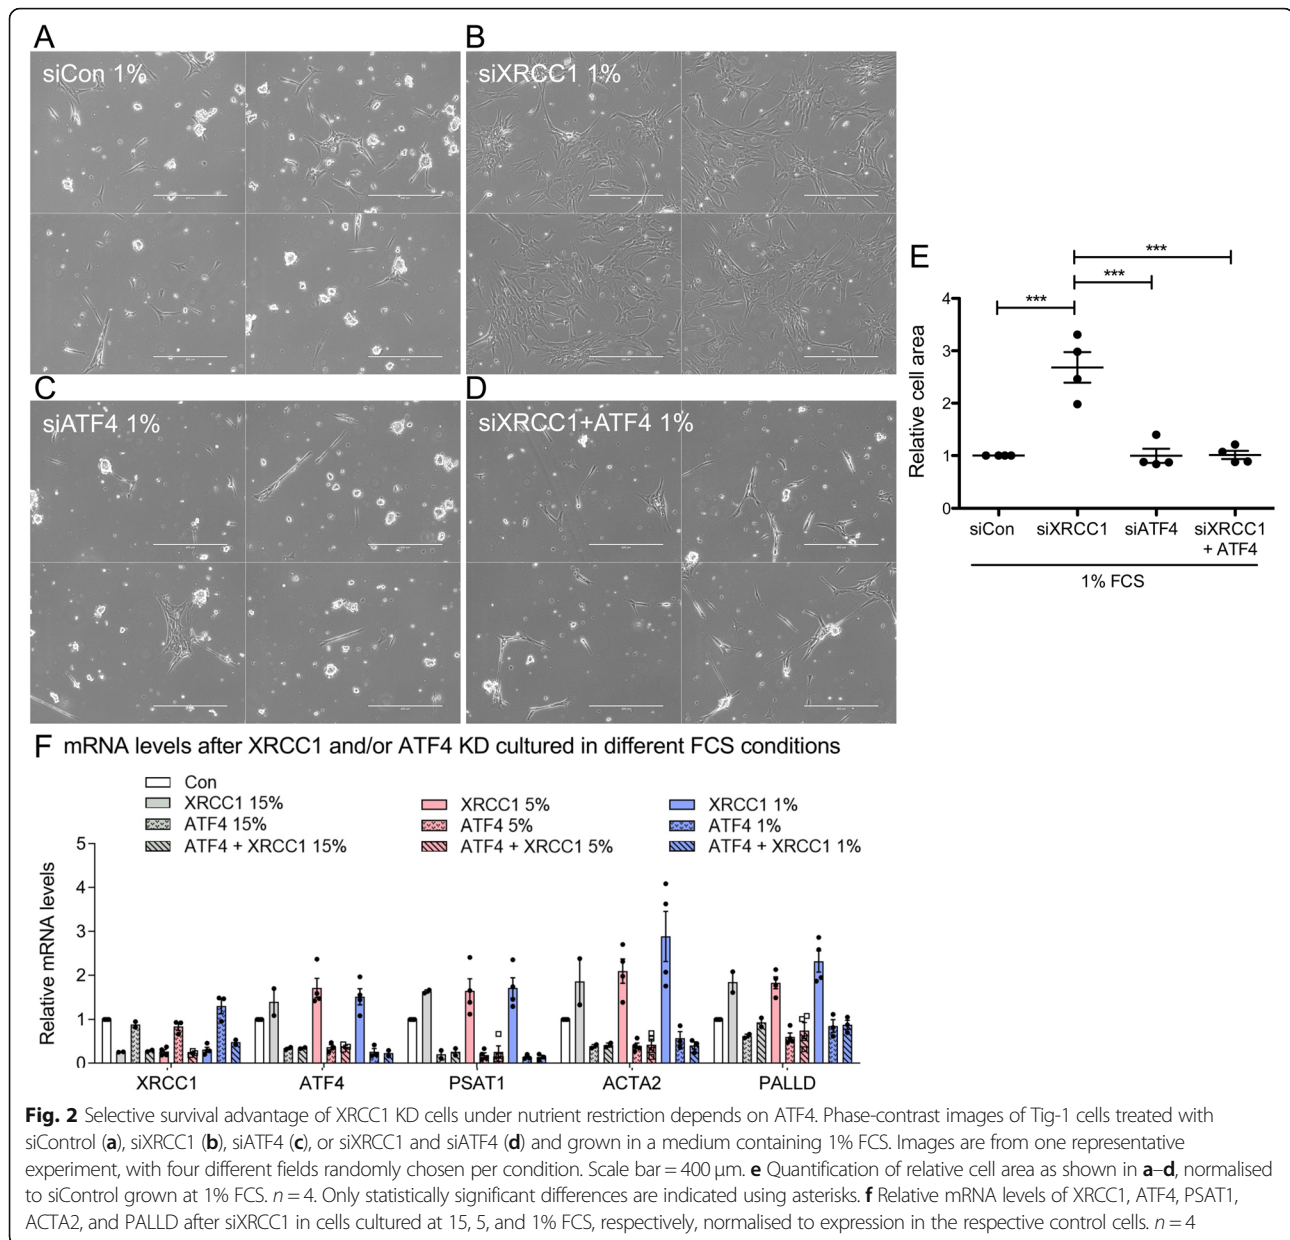 A
siCon 1%
B
siXRCC1 1%
C
siATF4 1%
D
siXRCC1+ATF4 1%
E
***
***
***
Relative cell area
4
3
2
1
0
siCon siXRCC1 siATF4 siXRCC1
+ ATF4
1% FCS
F mRNA levels after XRCC1 and/or ATF4 KD cultured in different FCS conditions
Con
XRCC1 15% XRCC1 5% XRCC1 1%
ATF4 15% ATF4 5% ATF4 1%
ATF4 + XRCC1 15% ATF4 + XRCC1 5% ATF4 + XRCC1 1%
Relative mRNA levels
5
4
3
2
1
0
XRCC1 ATF4 PSAT1 ACTA2 PALLD
Fig. 2 Selective survival advantage of XRCC1 KD cells under nutrient restriction depends on ATF4. Phase-contrast images of Tig-1 cells treated with
siControl (a), siXRCC1 (b), siATF4 (c), or siXRCC1 and siATF4 (d) and grown in a medium containing 1% FCS. Images are from one representative
experiment, with four different fields randomly chosen per condition. Scale bar = 400 μm. e Quantification of relative cell area as shown in a–d, normalised
to siControl grown at 1% FCS. n = 4. Only statistically significant differences are indicated using asterisks. f Relative mRNA levels of XRCC1, ATF4, PSAT1,
ACTA2, and PALLD after siXRCC1 in cells cultured at 15, 5, and 1% FCS, respectively, normalised to expression in the respective control cells. n = 4